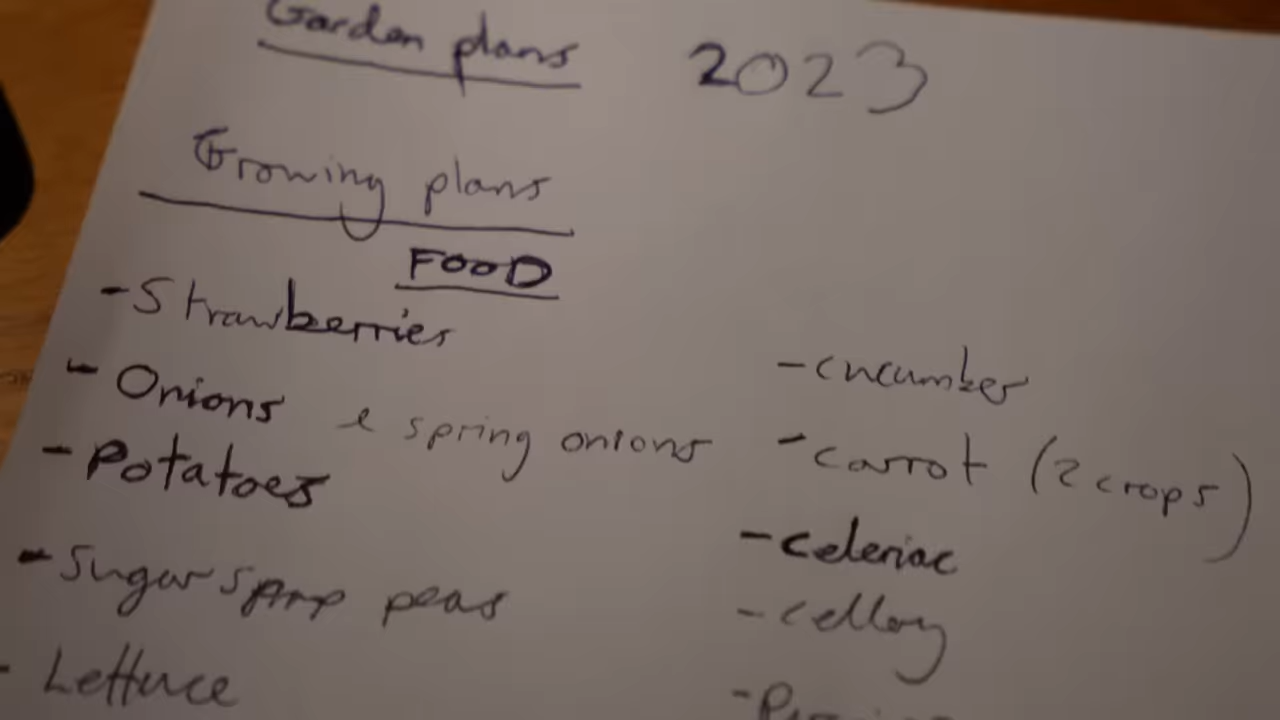 Garden plans 2023
Growing plans
FOOD
- Strawberries
- Onions & spring onions
- Potatoes
- Sugar snap peas
- Lettuce
- cucumber
- carrot (2 crops)
- celeriac
- cellery